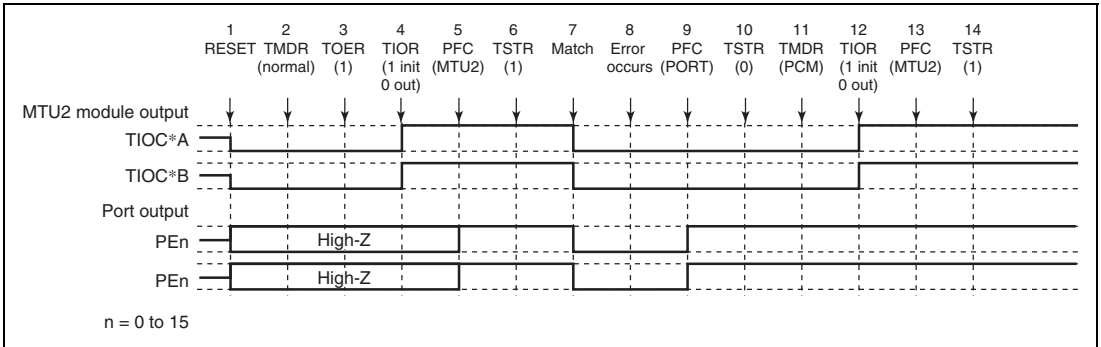 1 2 3 4 5 6 7 8 9 10 11 12 13 14
RESET TMDR TOER TIOR PFC TSTR Match Error PFC TSTR TMDR TIOR PFC TSTR
(normal) (1) (1 init (MTU2) (1) occurs (PORT) (0) (PCM) (1 init (MTU2) (1)
0 out) 0 out)
MTU2 module output
TIOC*A
TIOC*B
Port output
PEn High-Z
PEn High-Z
n = 0 to 15